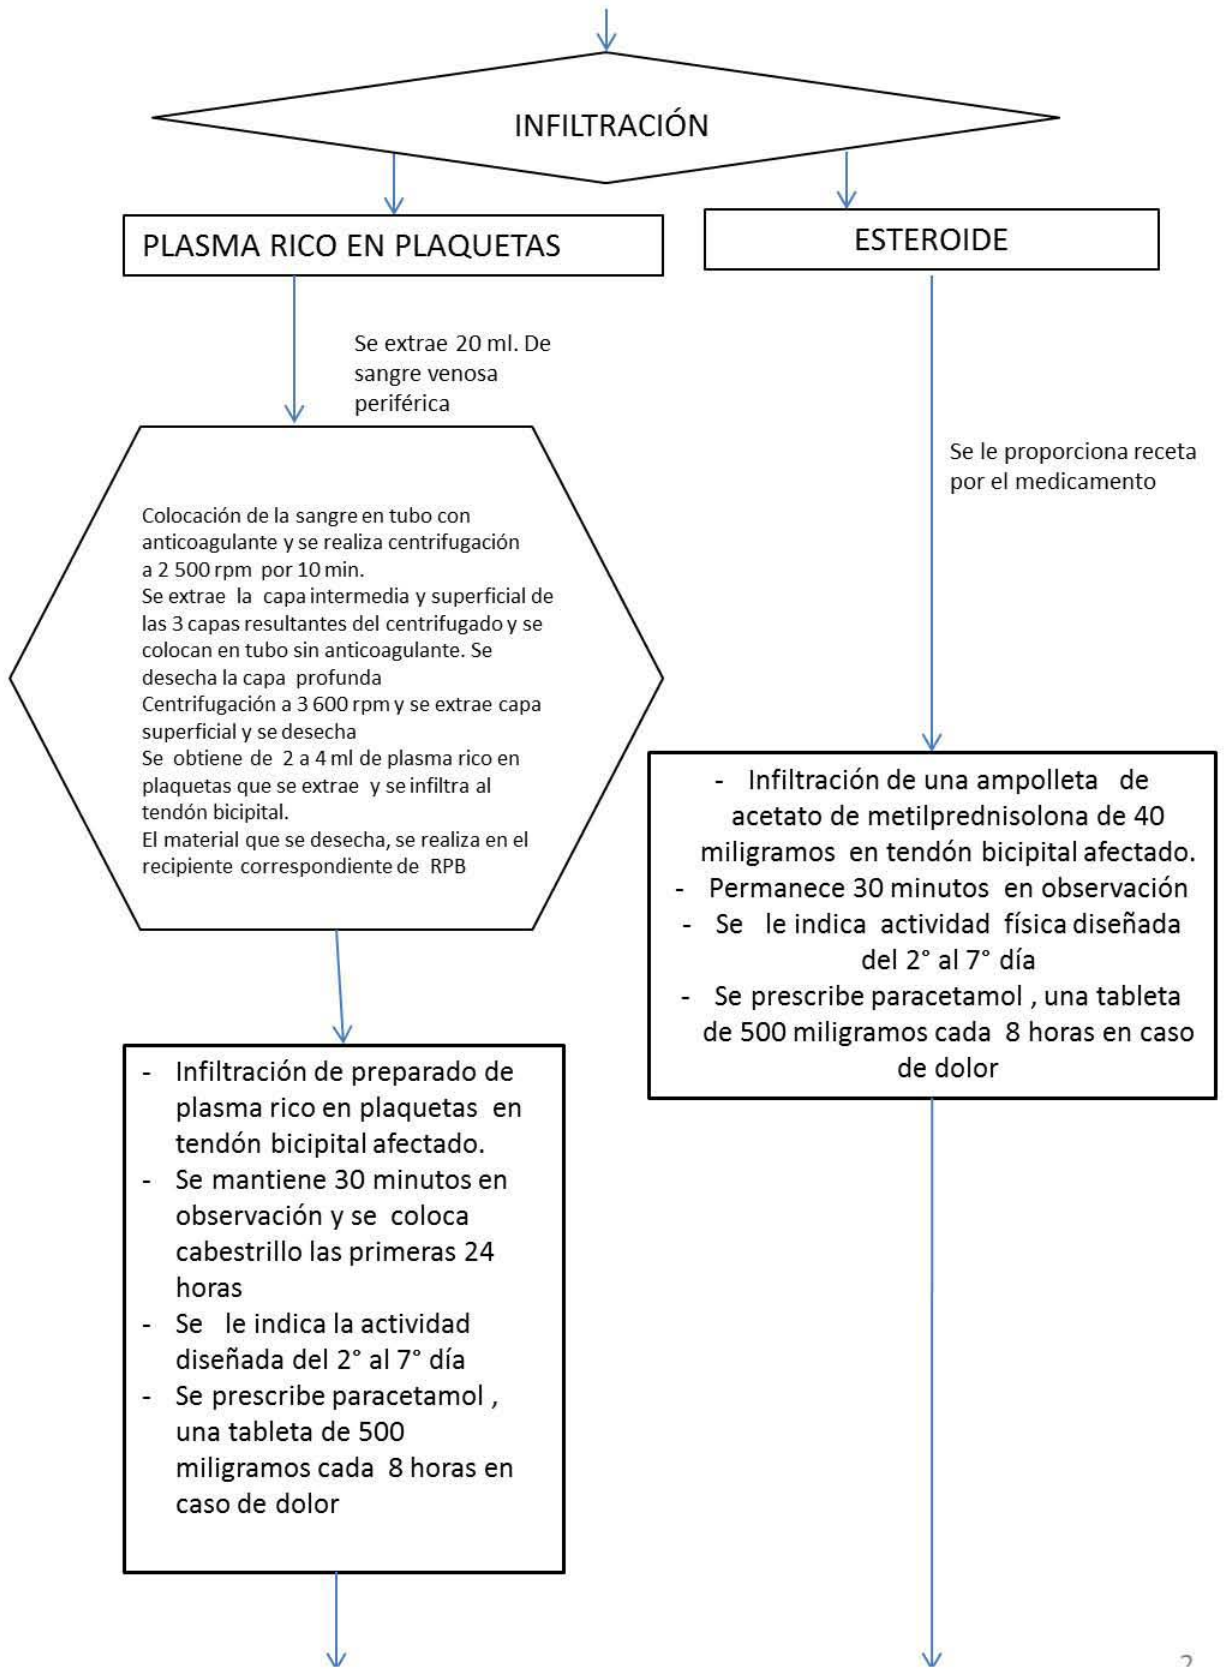 INFILTRACIÓN
PLASMA RICO EN PLAQUETAS
ESTEROIDE
Se extrae 20 ml. De
sangre venosa
periférica
Se le proporciona receta
por el medicamento
Colocación de la sangre en tubo con
anticoagulante y se realiza centrifugación
a 2 500 rpm por 10 min.
Se extrae la capa intermedia y superficial de
las 3 capas resultantes del centrifugado y se
colocan en tubo sin anticoagulante. Se
desecha la capa profunda
Centrifugación a 3 600 rpm y se extrae capa
superficial y se desecha
Se obtiene de 2 a 4 ml de plasma rico en
plaquetas que se extrae y se infiltra al
tendón bicipital.
El material que se desecha, se realiza en el
recipiente correspondiente de RPB
- Infiltración de una ampolleta de
acetato de metilprednisolona de 40
miligramos en tendón bicipital afectado.
- Permanece 30 minutos en observación
- Se le indica actividad física diseñada
del 2° al 7° día
- Se prescribe paracetamol , una tableta
de 500 miligramos cada 8 horas en caso
de dolor
- Infiltración de preparado de
plasma rico en plaquetas en
tendón bicipital afectado.
- Se mantiene 30 minutos en
observación y se coloca
cabestrillo las primeras 24
horas
- Se le indica la actividad
diseñada del 2° al 7° día
- Se prescribe paracetamol ,
una tableta de 500
miligramos cada 8 horas en
caso de dolor